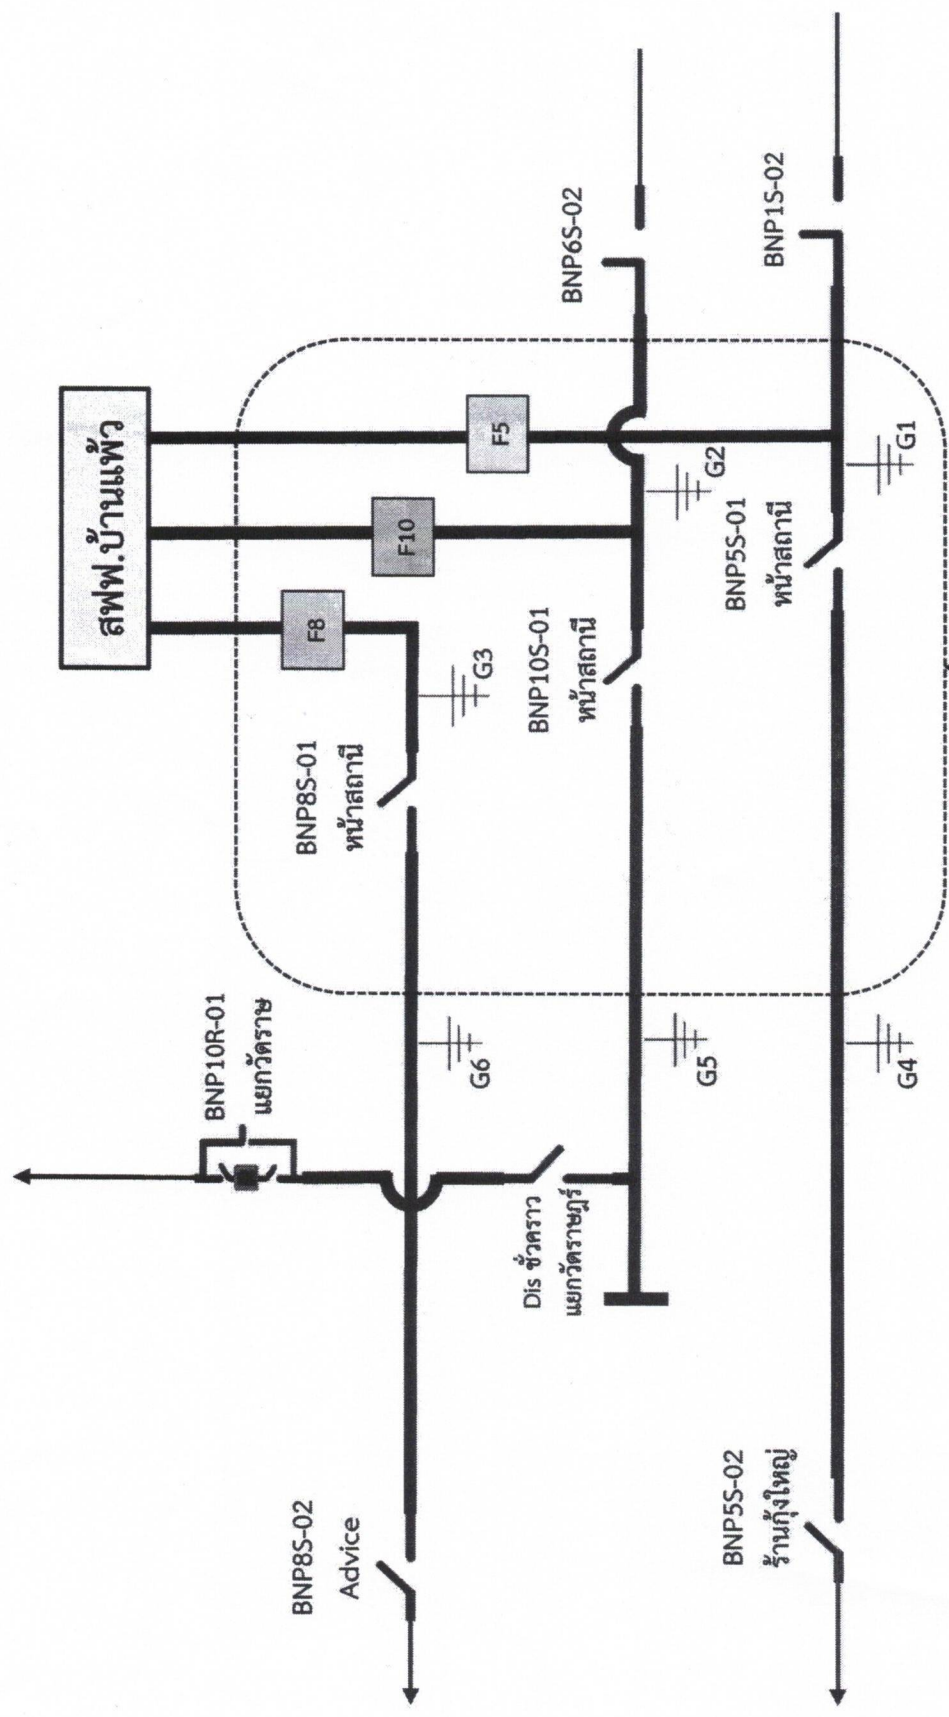 สฟฟ.บ้านแพ้ว
F8
F10
F5
BNP10R-01
แยกวัดราษ
BNP8S-02
Advice
BNP8S-01
หน้าสถานี
G3
G6
BNP6S-02
BNP10S-01
หน้าสถานี
G2
G5
Dis ชั่วคราว
แยกวัดราษฎร์
BNP1S-02
BNP5S-01
หน้าสถานี
G1
G4
BNP5S-02
ร้านกุ้งใหญ่